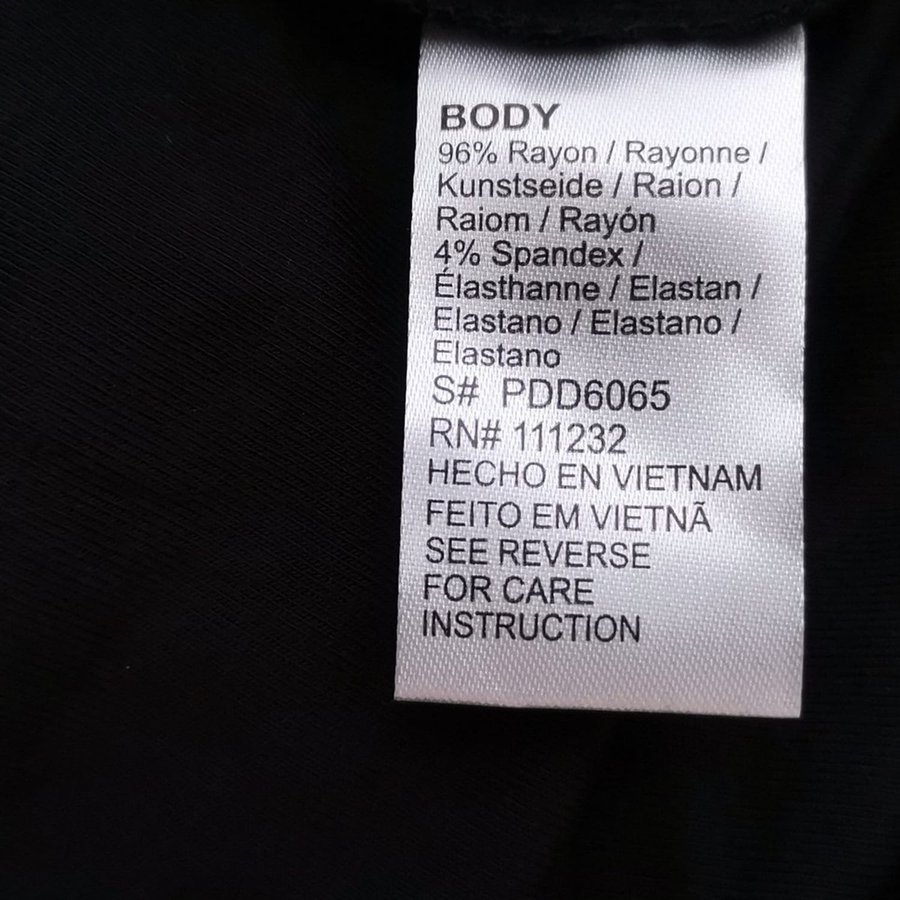 BODY
96% Rayon / Rayonne /
Kunstseide / Raion /
Raiom / Rayón
4% Spandex /
Élasthanne / Elastan /
Elastano / Elastano /
Elastano
S# PDD6065
RN# 111232
HECHO EN VIETNAM
FEITO EM VIETNÃ
SEE REVERSE
FOR CARE
INSTRUCTION